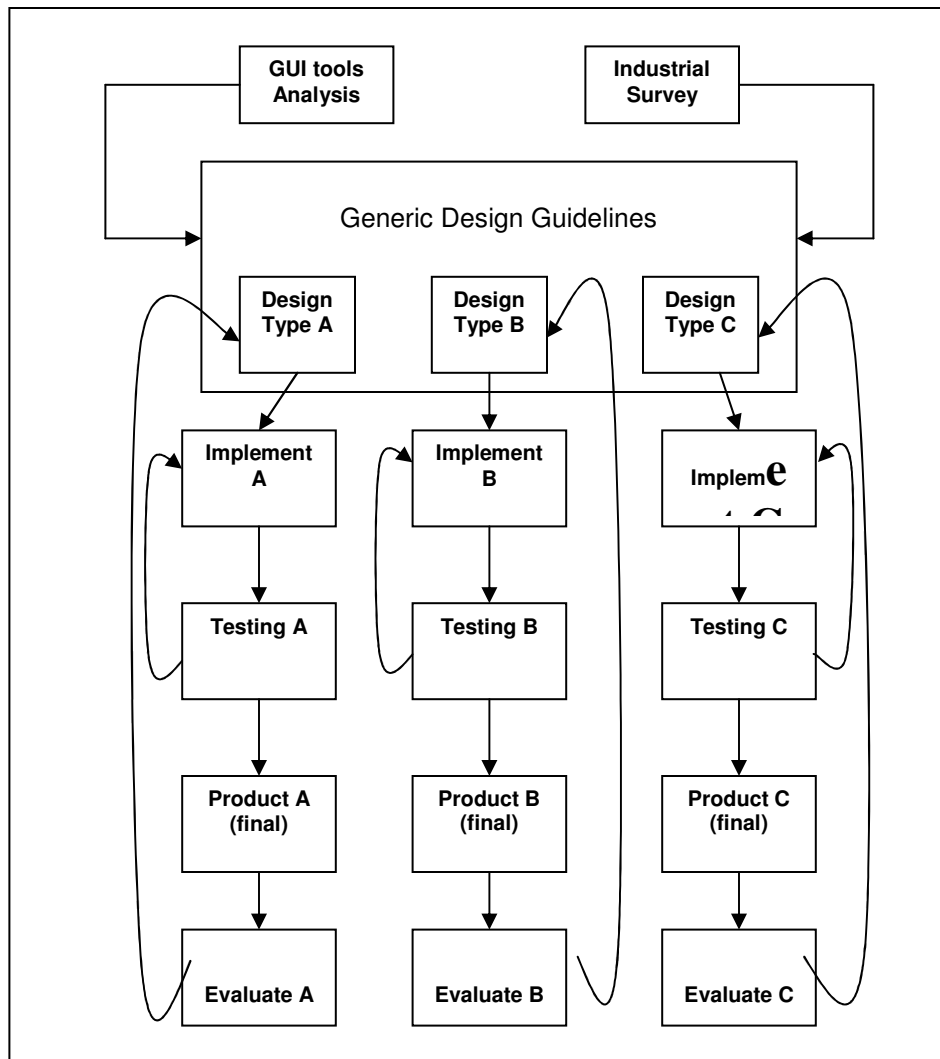 GUI tools
Analysis
Industrial
Survey
Generic Design Guidelines
Design
Type A
Design
Type B
Design
Type C
Implement
A
Implement
B
Impleme
Testing A
Testing B
Testing C
Product A
(final)
Product B
(final)
Product C
(final)
Evaluate A
Evaluate B
Evaluate C